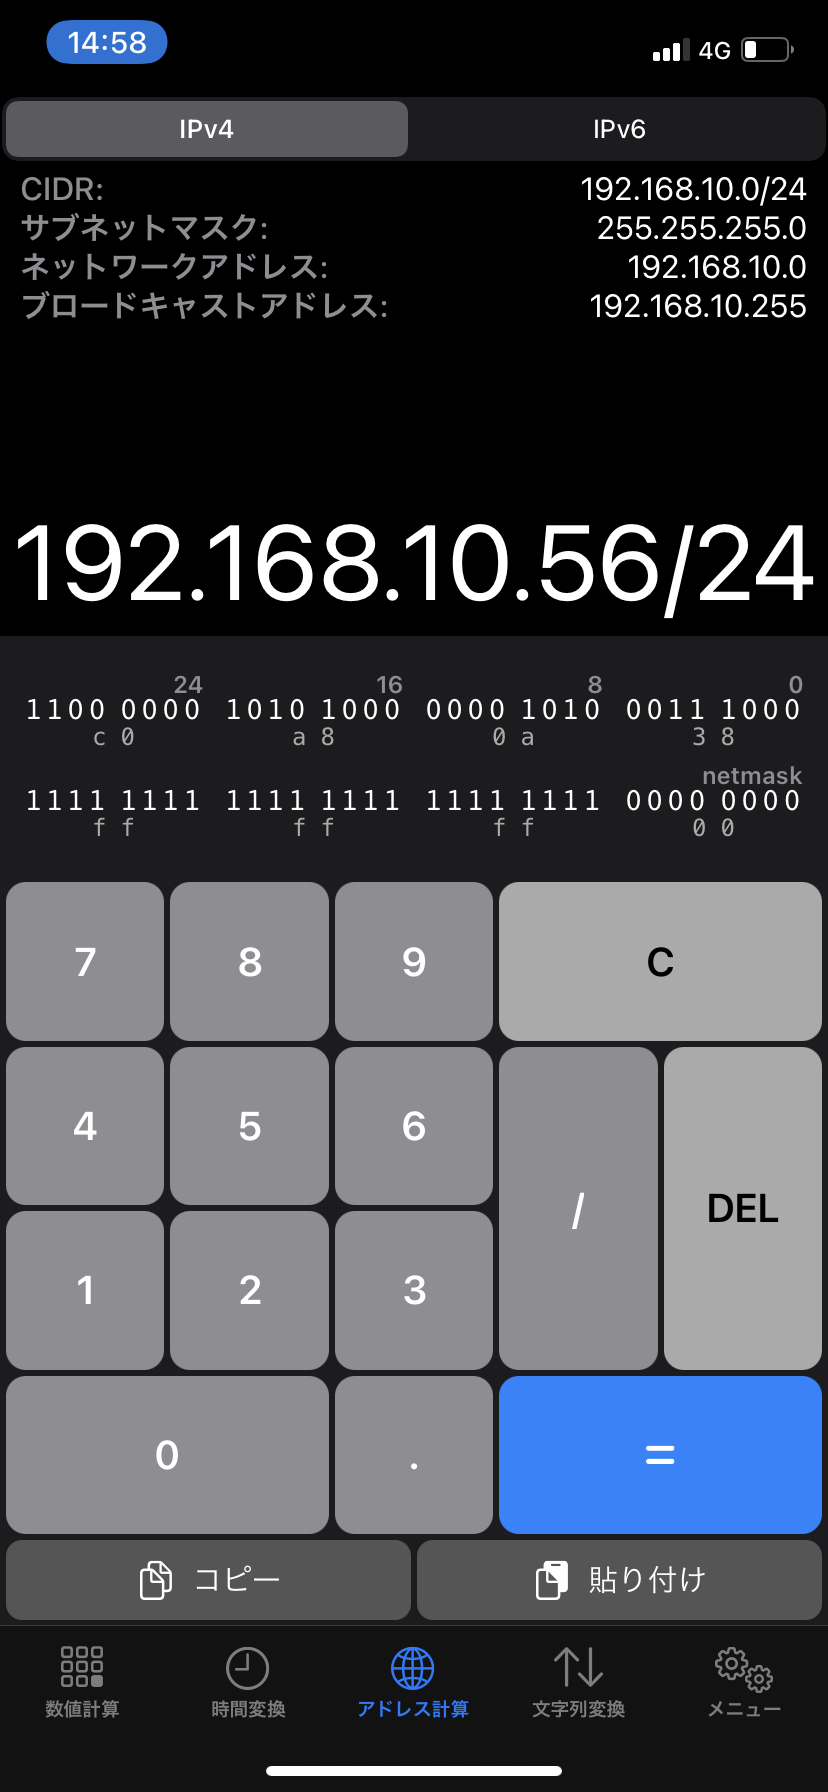 14:58 4G
IPv4 IPv6
CIDR: 192.168.10.0/24
サブネットマスク: 255.255.255.0
ネットワークアドレス: 192.168.10.0
ブロードキャストアドレス: 192.168.10.255
192.168.10.56/24
24 16 8 0
1100 0000 1010 1000 0000 1010 0011 1000
c 0 a 8 0 a 3 8
netmask
1111 1111 1111 1111 1111 1111 0000 0000
f f f f f f 0 0
7 8 9 C
4 5 6
/ DEL
1 2 3
0 . =
コピー 貼り付け
数値計算 時間変換 アドレス計算 文字列変換 メニュー